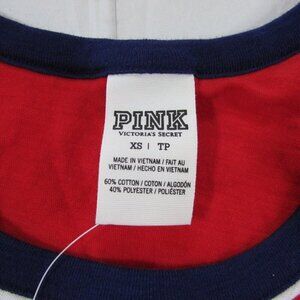 PINK
VICTORIA'S SECRET
XS | TP
MADE IN VIETNAM / FAIT AU
VIETNAM / HECHO EN VIETNAM
60% COTTON / COTON / ALGODÓN
40% POLYESTER / POLIÉSTER